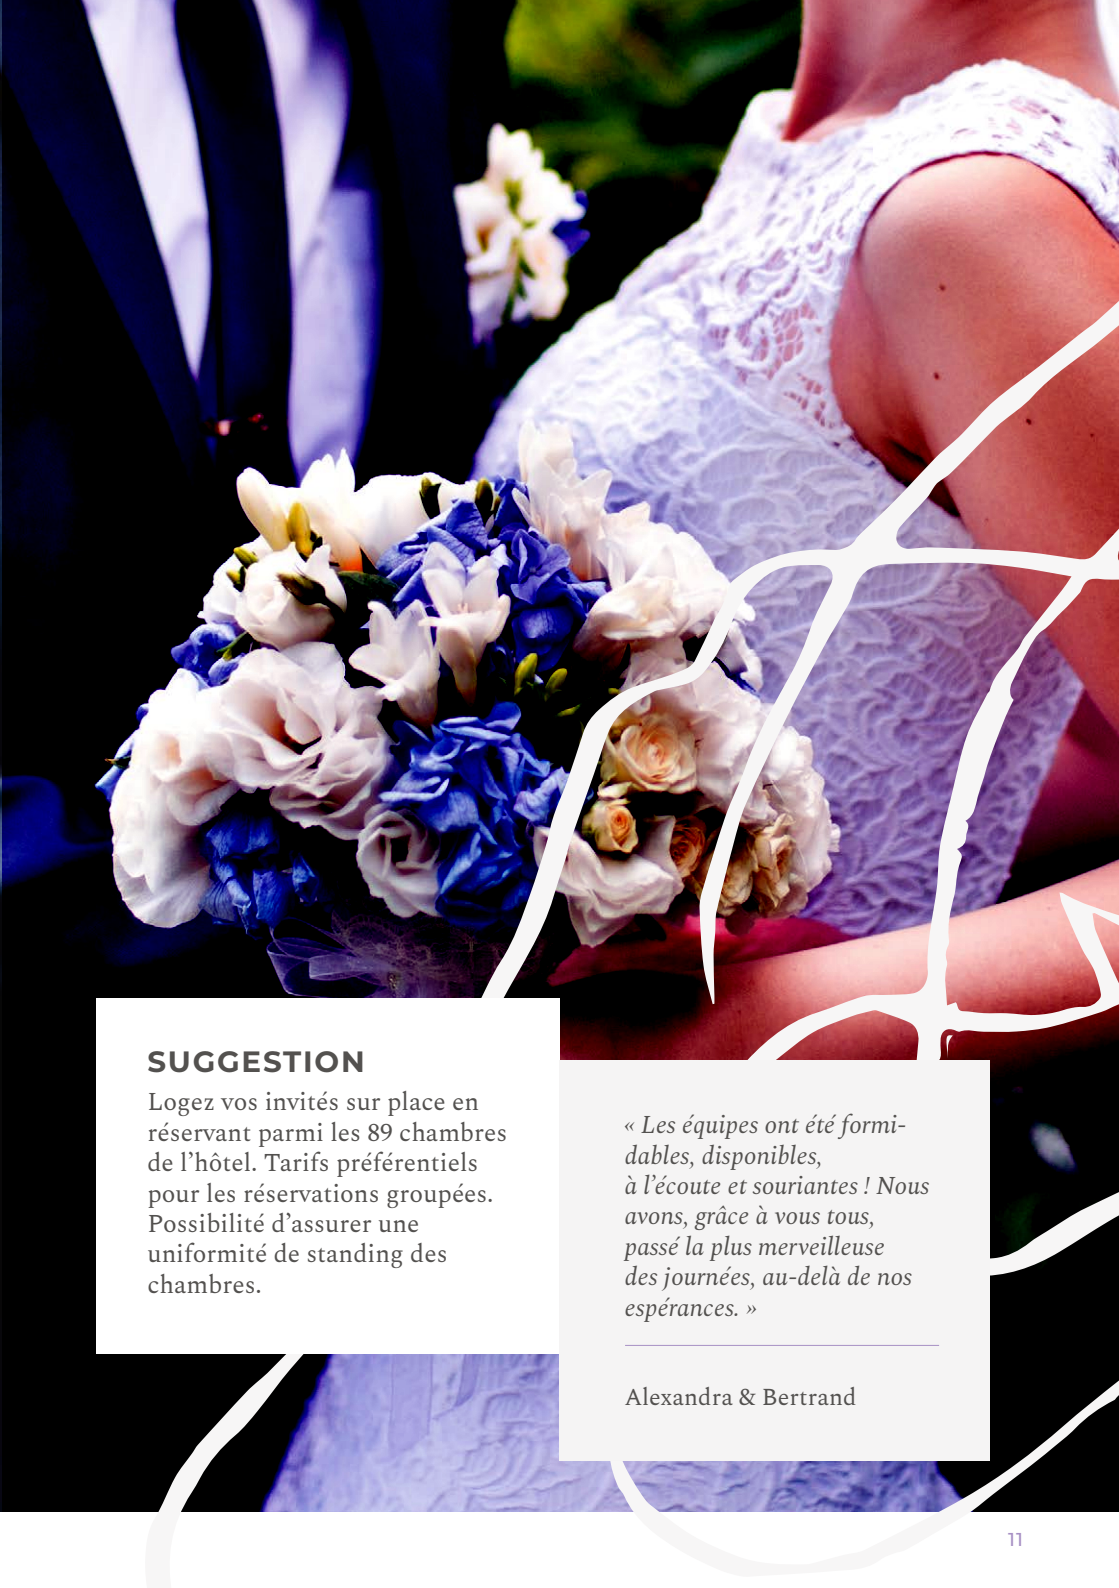 SUGGESTION
Logez vos invités sur place en
réservant parmi les 89 chambres
de l’hôtel. Tarifs préférentiels
pour les réservations groupées.
Possibilité d’assurer une
uniformité de standing des
chambres.
« Les équipes ont été formi-
dables, disponibles,
à l’écoute et souriantes ! Nous
avons, grâce à vous tous,
passé la plus merveilleuse
des journées, au-delà de nos
espérances. »
Alexandra & Bertrand
11